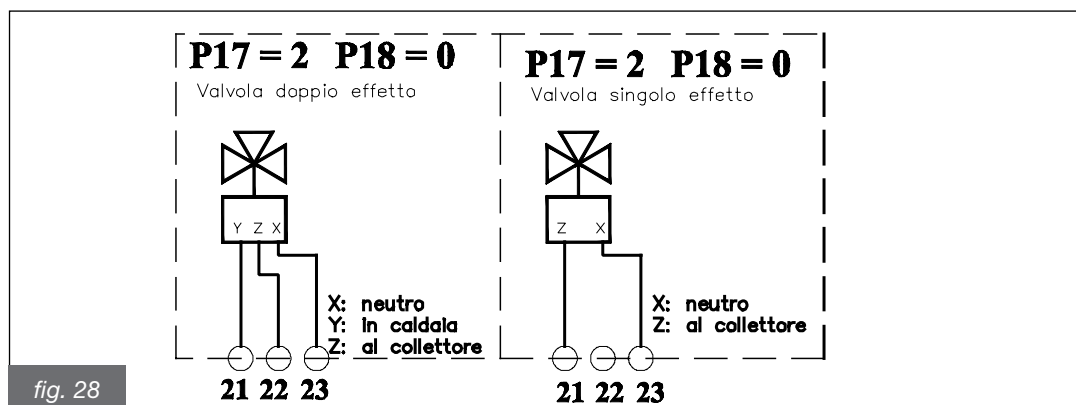 P17 = 2 P18 = 0
Valvola doppio effetto
Y Z X
X: neutro
Y: in caldaia
Z: al collettore
21 22 23
P17 = 2 P18 = 0
Valvola singolo effetto
Z X
X: neutro
Z: al collettore
21 22 23
fig. 28